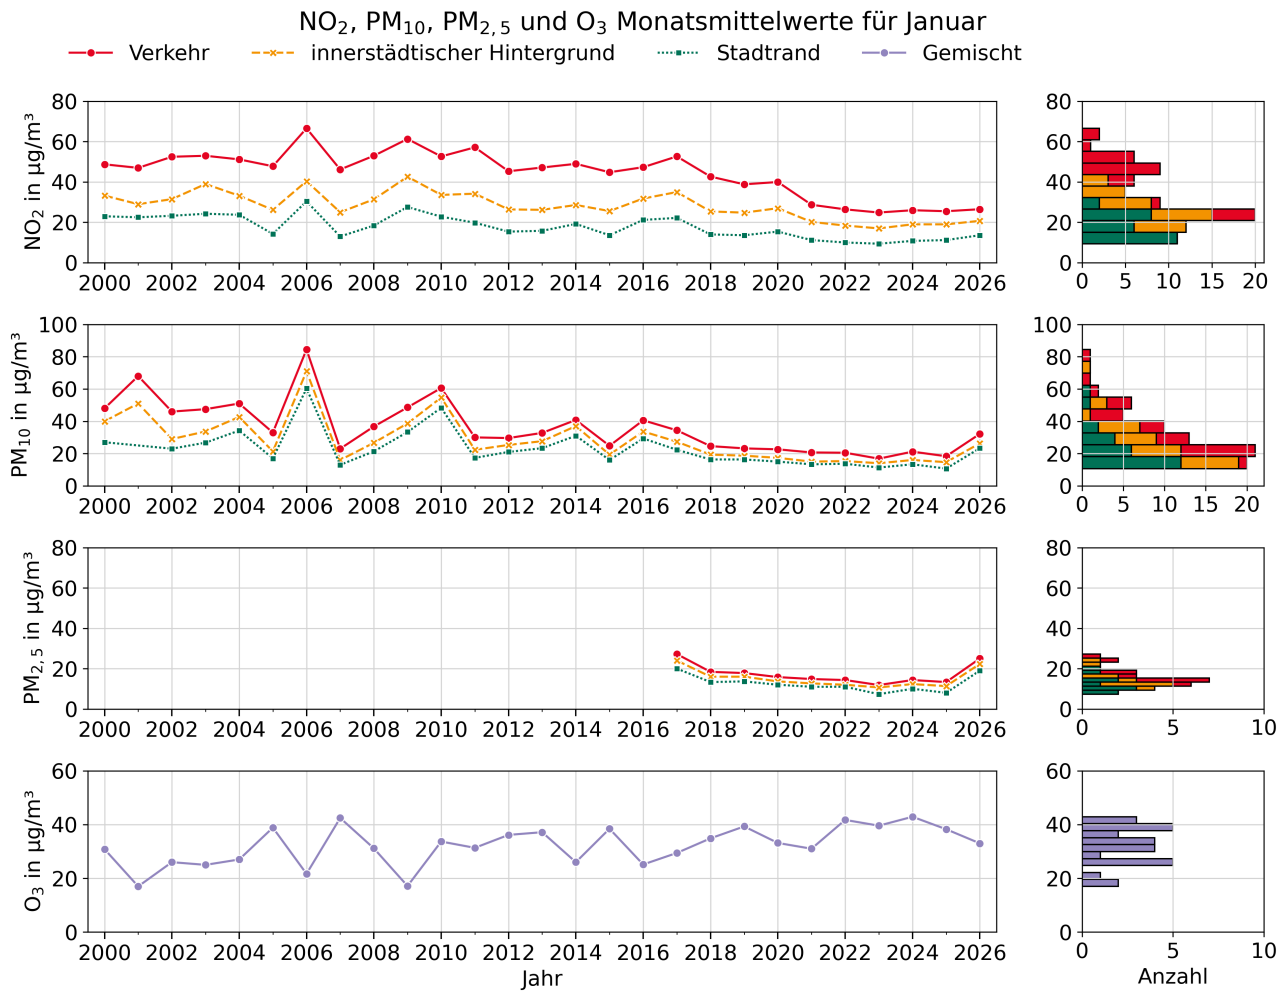 NO₂, PM₁₀, PM₂,₅ und O₃ Monatsmittelwerte für Januar
Verkehr innerstädtischer Hintergrund Stadtrand Gemischt
NO₂ in µg/m³
80
60
40
20
0
2000 2002 2004 2006 2008 2010 2012 2014 2016 2018 2020 2022 2024 2026
80
60
40
20
0
0 5 10 15 20
PM₁₀ in µg/m³
100
80
60
40
20
0
2000 2002 2004 2006 2008 2010 2012 2014 2016 2018 2020 2022 2024 2026
100
80
60
40
20
0
0 5 10 15 20
PM₂,₅ in µg/m³
80
60
40
20
0
2000 2002 2004 2006 2008 2010 2012 2014 2016 2018 2020 2022 2024 2026
80
60
40
20
0
0 5 10
O₃ in µg/m³
60
40
20
0
2000 2002 2004 2006 2008 2010 2012 2014 2016 2018 2020 2022 2024 2026
Jahr
60
40
20
0
0 5 10
Anzahl